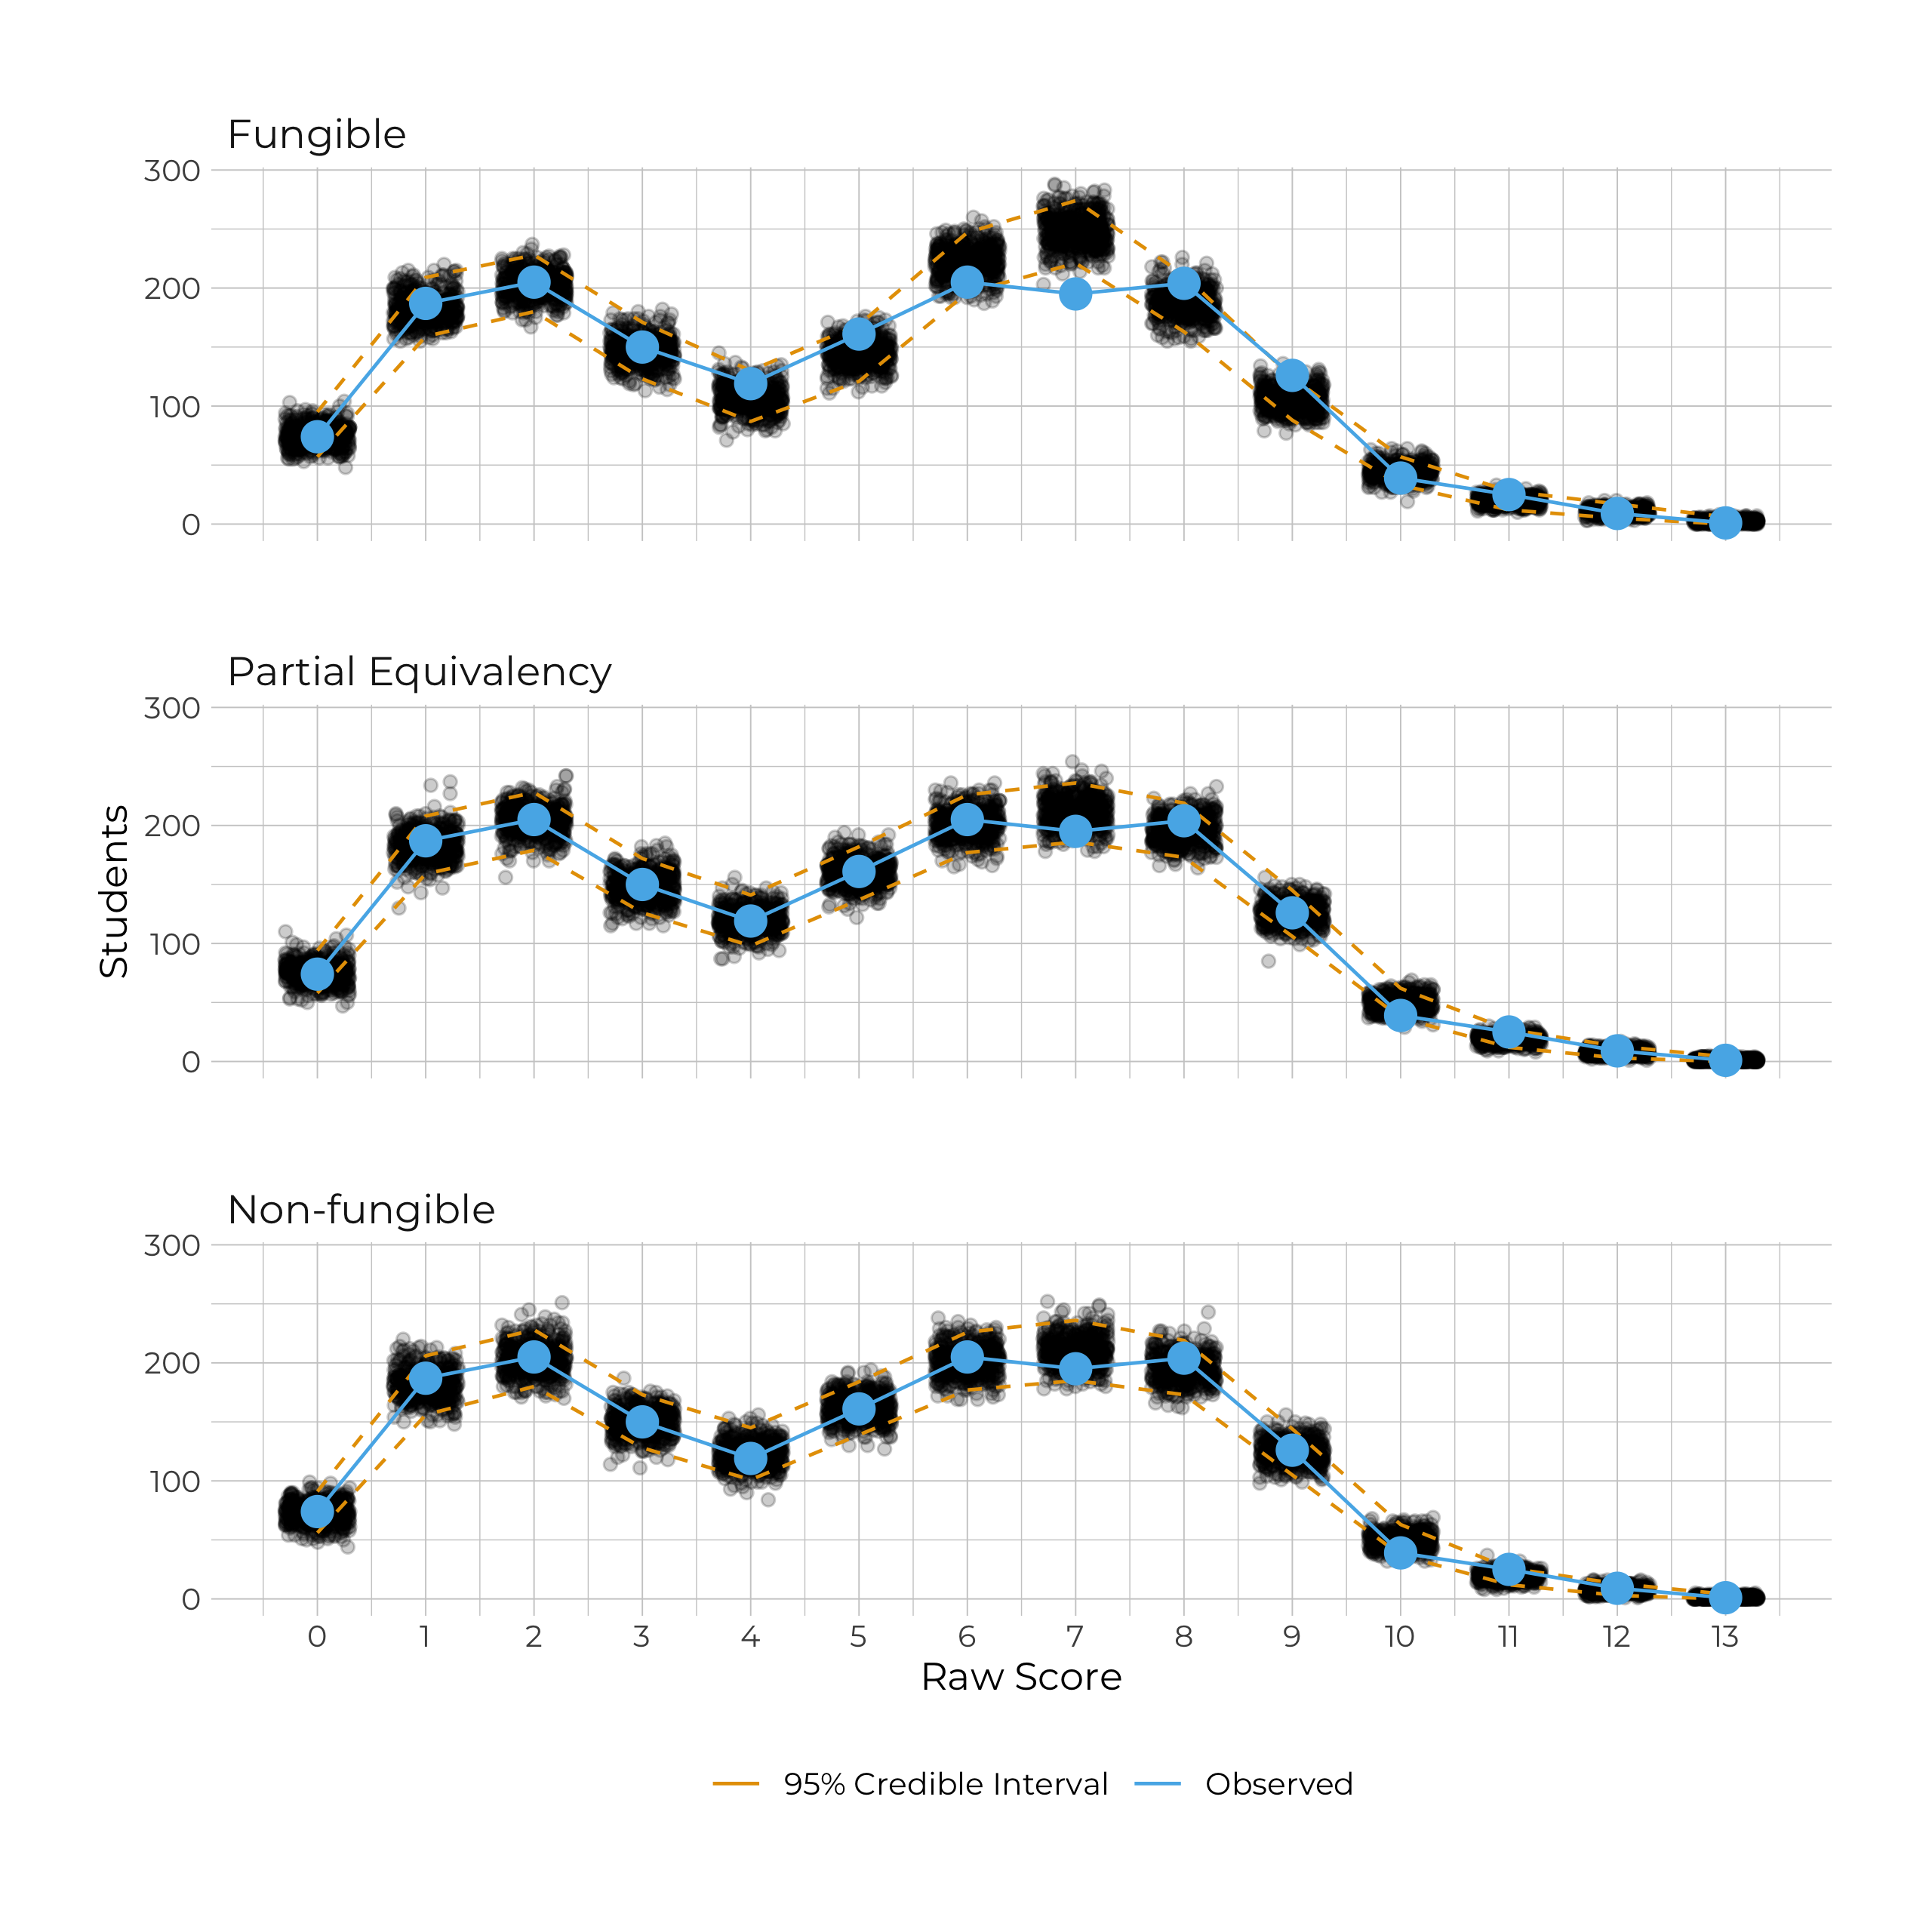 Fungible
300
200
100
0
Partial Equivalency
300
200
100
0
Students
Non-fungible
300
200
100
0
0 1 2 3 4 5 6 7 8 9 10 11 12 13
Raw Score
95% Credible Interval Observed